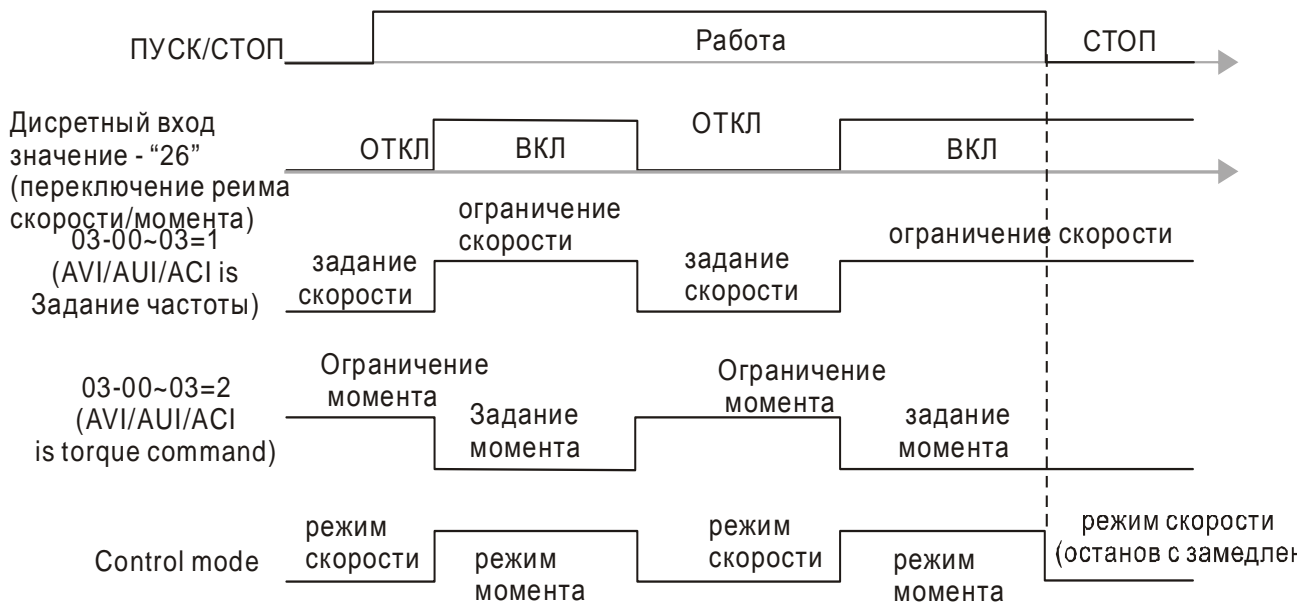 ПУСК/СТОП
Работа
СТОП
Дисретный вход
значение - “26”
(переключение реима
скорости/момента)
ОТКЛ
ВКЛ
ОТКЛ
ВКЛ
03-00~03=1
(AVI/AUI/ACI is
Задание частоты)
задание
скорости
ограничение
скорости
задание
скорости
ограничение скорости
03-00~03=2
(AVI/AUI/ACI
is torque command)
Ограничение
момента
Задание
момента
Ограничение
момента
задание
момента
Control mode
режим
скорости
режим
момента
режим
скорости
режим
момента
режим скорости
(останов с замедлен